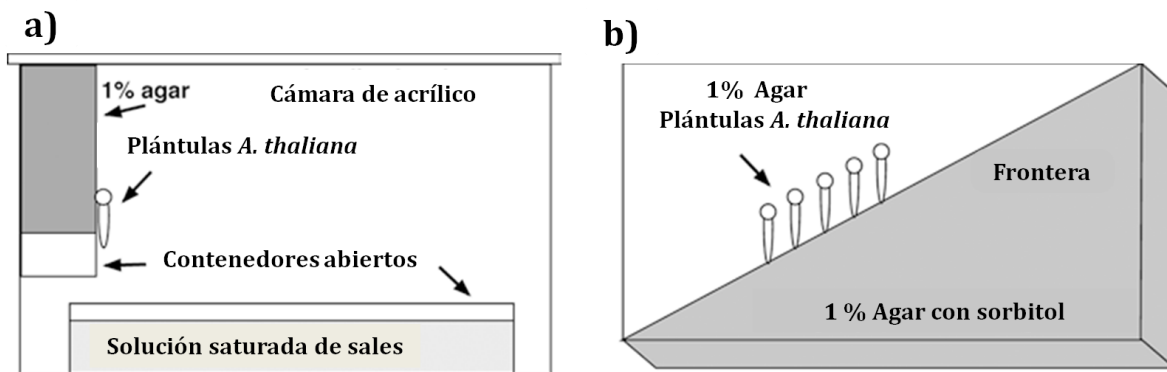 a)
1% agar
Cámara de acrílico
Plántulas A. thaliana
Contenedores abiertos
Solución saturada de sales
b)
1% Agar
Plántulas A. thaliana
Frontera
1 % Agar con sorbitol